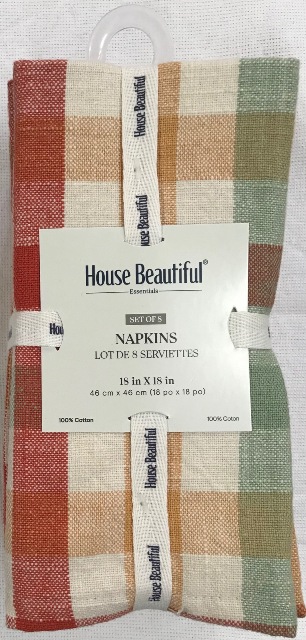 House Beautiful
House Beautiful
House Beautiful®
Essentials
SET OF 8
NAPKINS
LOT DE 8 SERVIETTES
18 in X 18 in
46 cm x 46 cm (18 po x 18 po)
100% Cotton
100% Coton
House Beautiful
House Beautiful